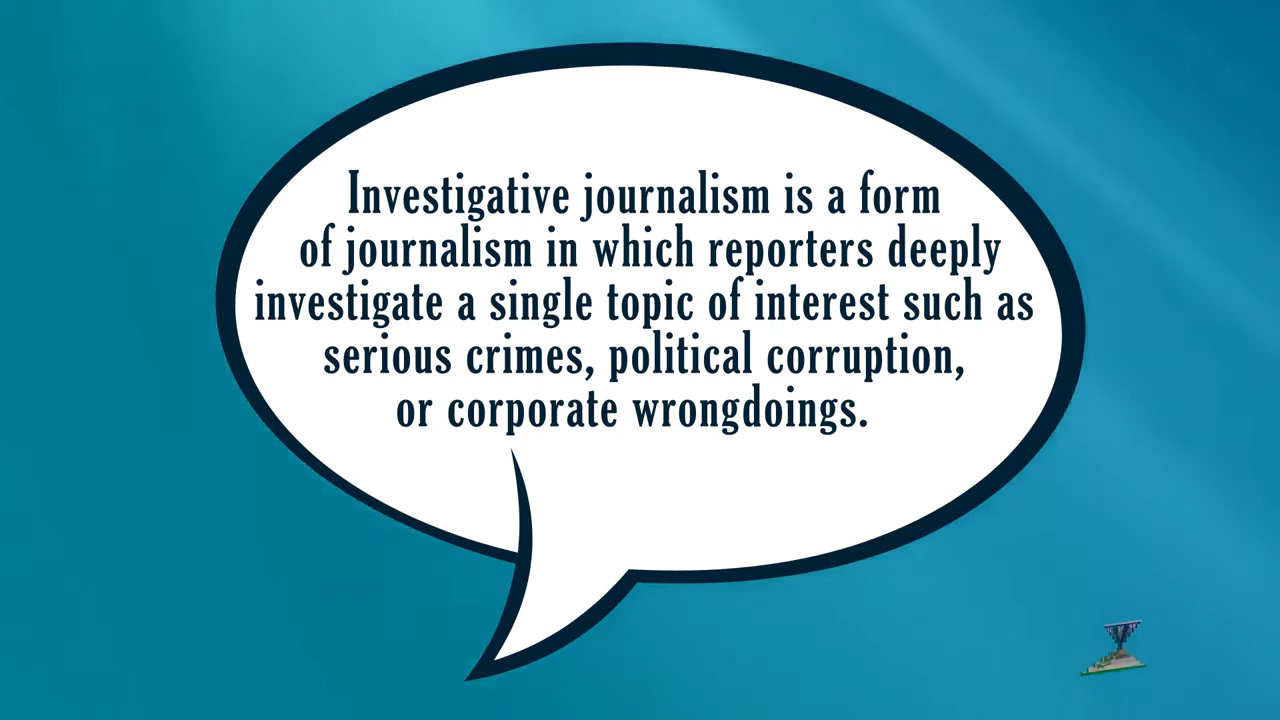 Investigative journalism is a form
of journalism in which reporters deeply
investigate a single topic of interest such as
serious crimes, political corruption,
or corporate wrongdoings.